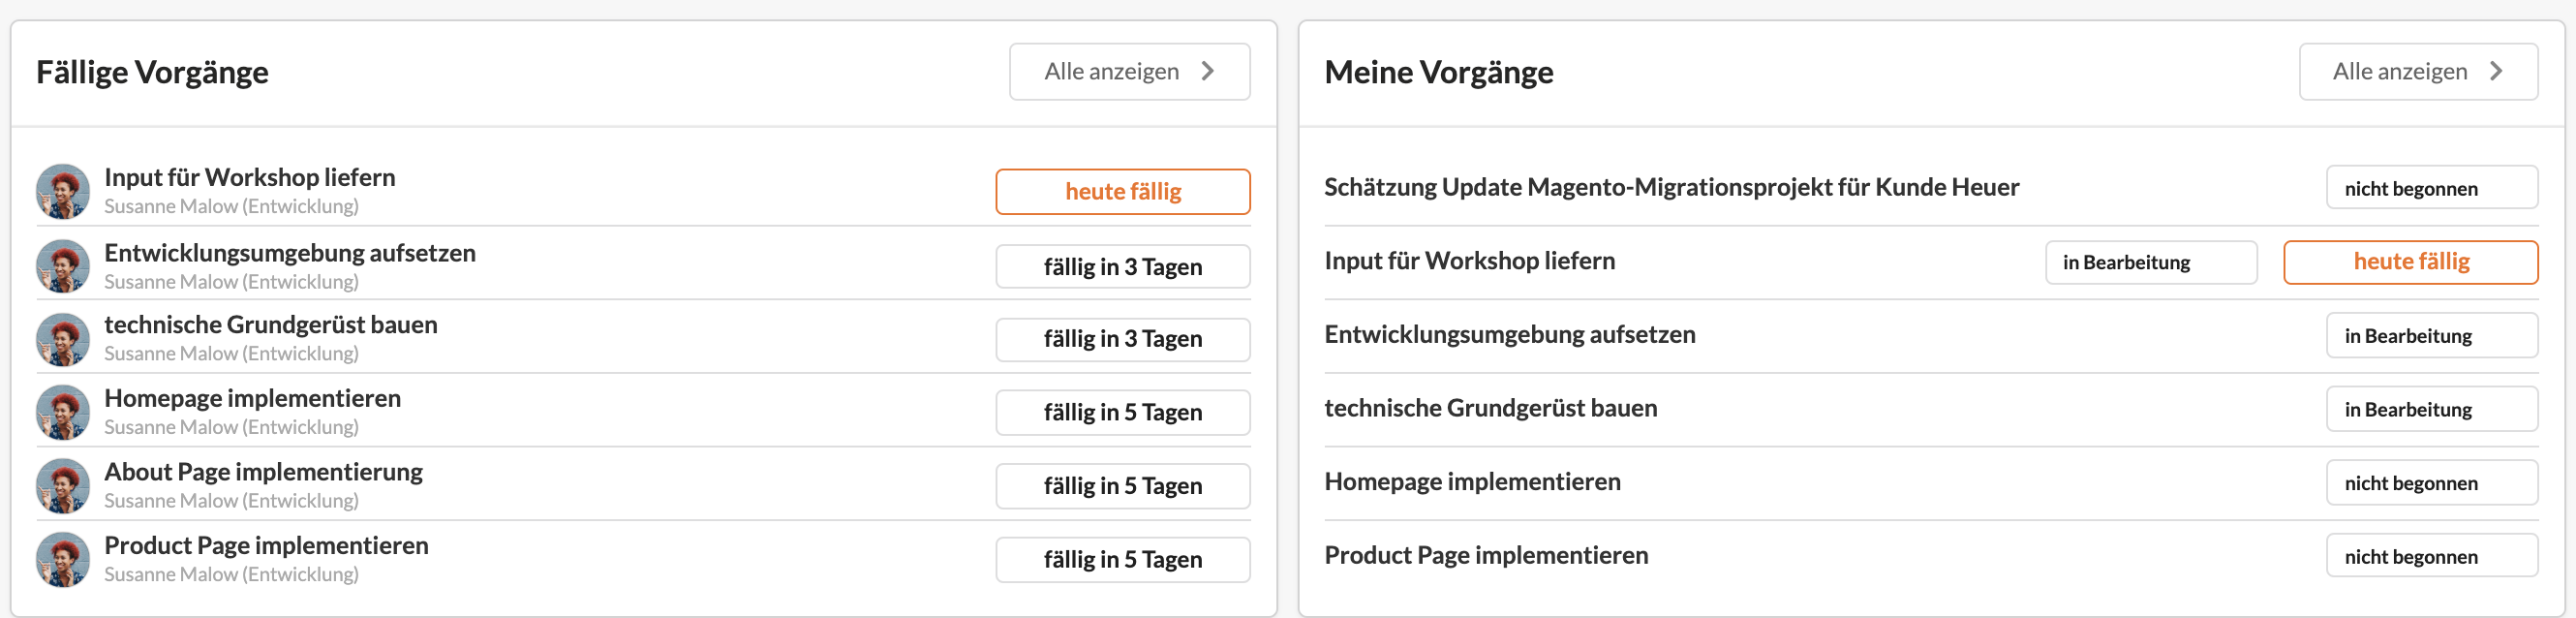 Fällige Vorgänge
Alle anzeigen
Input für Workshop liefern
Susanne Malow (Entwicklung)
heute fällig
Entwicklungsumgebung aufsetzen
Susanne Malow (Entwicklung)
fällig in 3 Tagen
technische Grundgerüst bauen
Susanne Malow (Entwicklung)
fällig in 3 Tagen
Homepage implementieren
Susanne Malow (Entwicklung)
fällig in 5 Tagen
About Page implementierung
Susanne Malow (Entwicklung)
fällig in 5 Tagen
Product Page implementieren
Susanne Malow (Entwicklung)
fällig in 5 Tagen
Meine Vorgänge
Alle anzeigen
Schätzung Update Magento-Migrationsprojekt für Kunde Heuer
nicht begonnen
Input für Workshop liefern
in Bearbeitung
heute fällig
Entwicklungsumgebung aufsetzen
in Bearbeitung
technische Grundgerüst bauen
in Bearbeitung
Homepage implementieren
nicht begonnen
Product Page implementieren
nicht begonnen